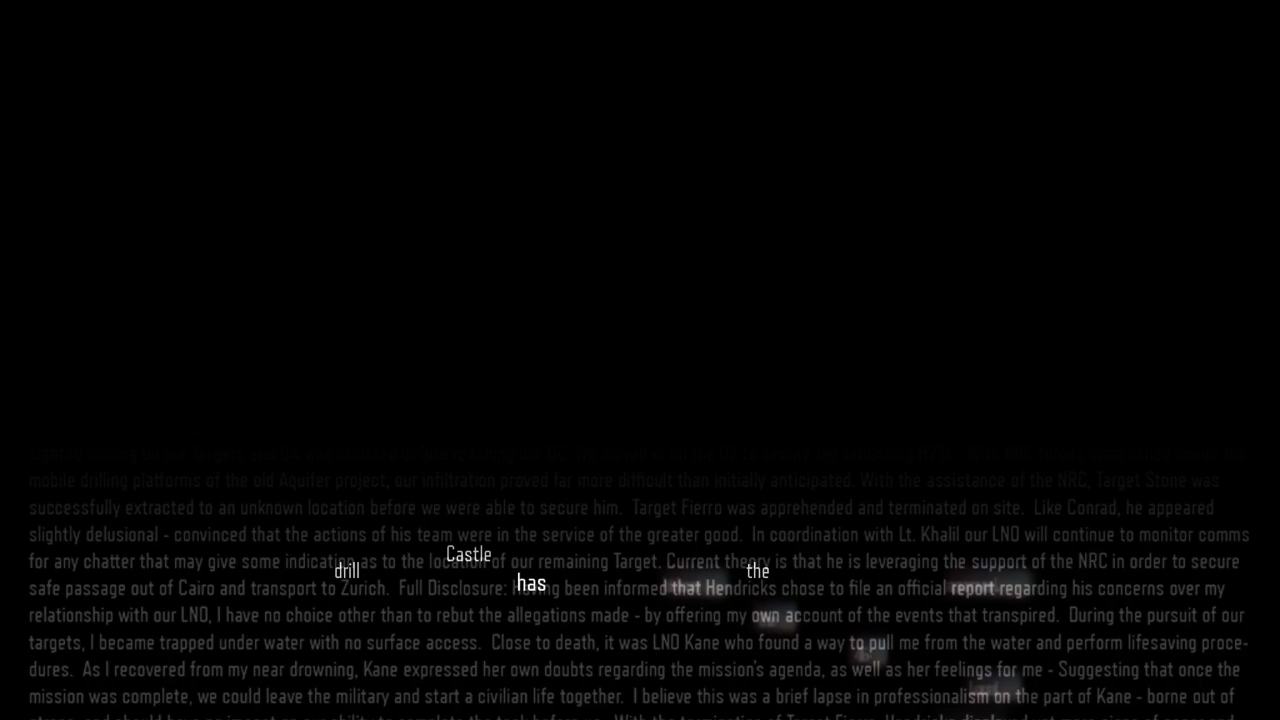 mobile drilling platforms of the old Aquifer project, our infiltration proved far more difficult than initially anticipated. With the assistance of the NRC, Target Stone was
successfully extracted to an unknown location before we were able to secure him. Target Fierro was apprehended and terminated on site. Like Conrad, he appeared
slightly delusional - convinced that the actions of his team were in the service of the greater good. In coordination with Lt. Khalil our LNO will continue to monitor comms
Castle
for any chatter that may give some indication as to the of our remaining Target. Current theory is that he is leveraging the support of the NRC in order to secure
drill the
has
safe passage out of Cairo and transport to Zurich. Full Disclosure: Having been informed that Hendricks chose to file an official report regarding his concerns over my
relationship with our LNO, I have no choice other than to rebut the allegations made - by offering my own account of the events that transpired. During the pursuit of our
targets, I became trapped under water with no surface access. Close to death, it was LNO Kane who found a way to pull me from the water and perform lifesaving proce-
dures. As I recovered from my near drowning, Kane expressed her own doubts regarding the mission's agenda, as well as her feelings for me - Suggesting that once the
mission was complete, we could leave the military and start a civilian life together. I believe this was a brief lapse in professionalism on the part of Kane - borne out of